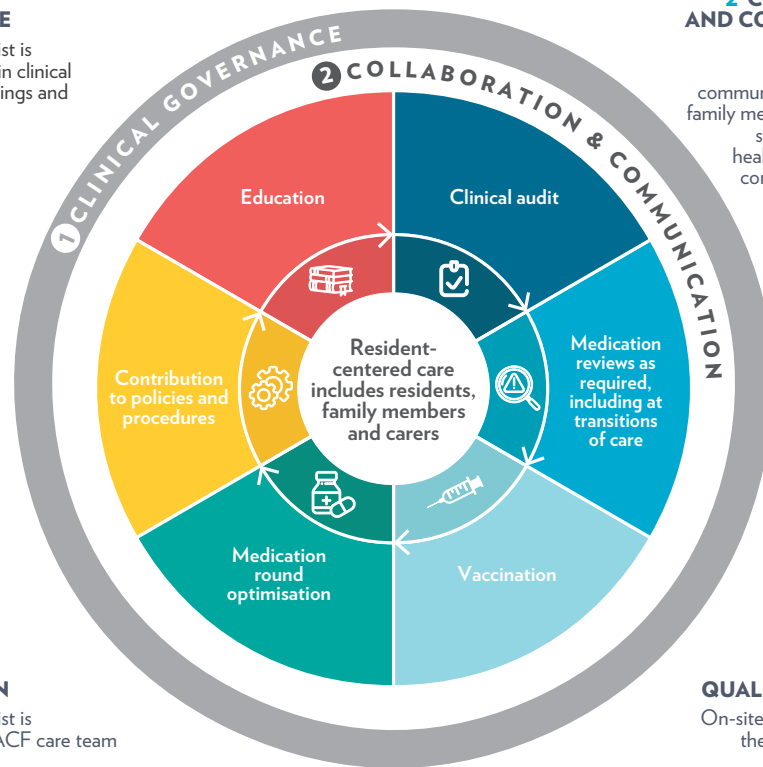 E
ist is
in clinical
ings and
2 C
AND CO
commun
family me
s
heal
con
1 CLINICAL GOVERNANCE
2 COLLABORATION & COMMUNICATION
Education
Clinical audit
Medication
reviews as
required,
including at
transitions
of care
Vaccination
Medication
round
optimisation
Contribution
to policies and
procedures
Resident-
centered care
includes residents,
family members
and carers
N
ist is
ACF care team
QUAL
On-site
the